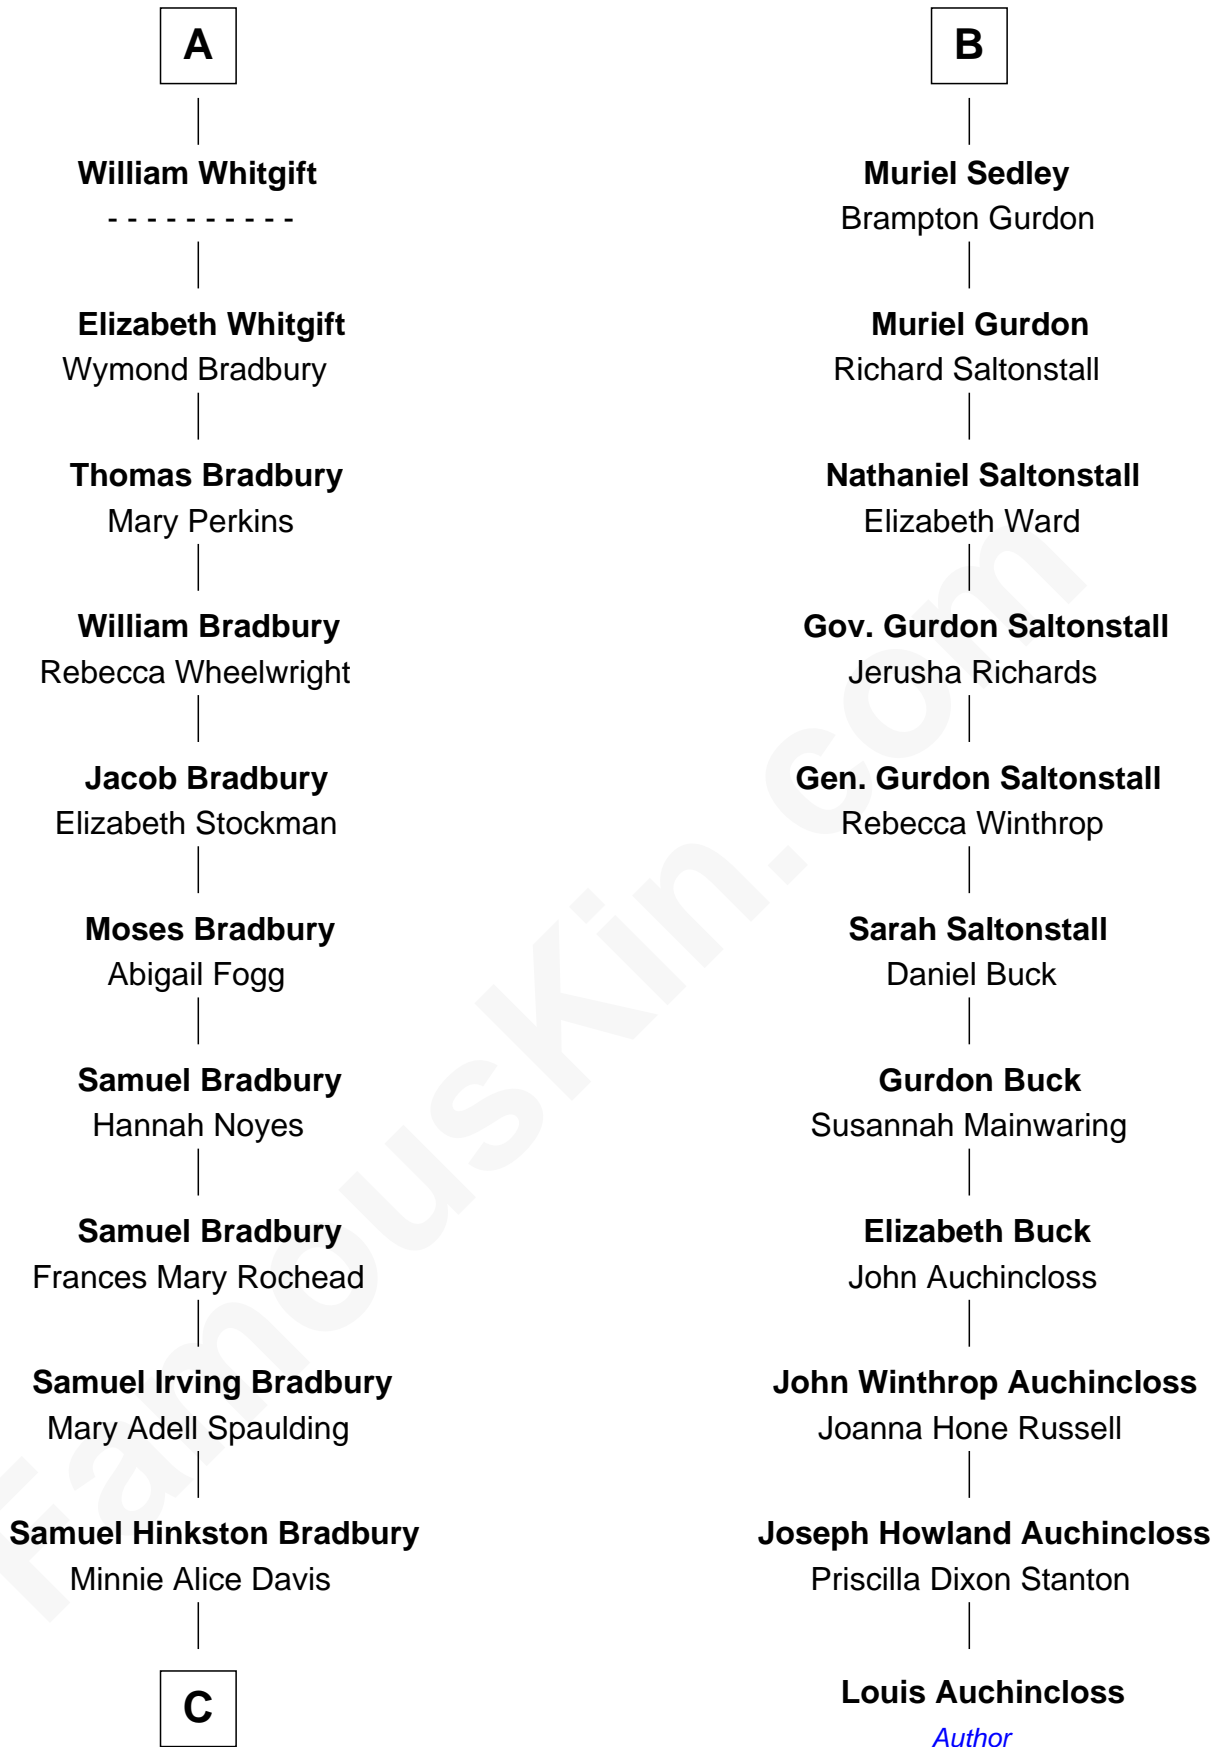 A
William Whitgift
- - - - - - - - - -
Elizabeth Whitgift
Wymond Bradbury
Thomas Bradbury
Mary Perkins
William Bradbury
Rebecca Wheelwright
Jacob Bradbury
Elizabeth Stockman
Moses Bradbury
Abigail Fogg
Samuel Bradbury
Hannah Noyes
Samuel Bradbury
Frances Mary Rochead
Samuel Irving Bradbury
Mary Adell Spaulding
Samuel Hinkston Bradbury
Minnie Alice Davis
C
B
Muriel Sedley
Brampton Gurdon
Muriel Gurdon
Richard Saltonstall
Nathaniel Saltonstall
Elizabeth Ward
Gov. Gurdon Saltonstall
Jerusha Richards
Gen. Gurdon Saltonstall
Rebecca Winthrop
Sarah Saltonstall
Daniel Buck
Gurdon Buck
Susannah Mainwaring
Elizabeth Buck
John Auchincloss
John Winthrop Auchincloss
Joanna Hone Russell
Joseph Howland Auchincloss
Priscilla Dixon Stanton
Louis Auchincloss
Author
FamousKin.com